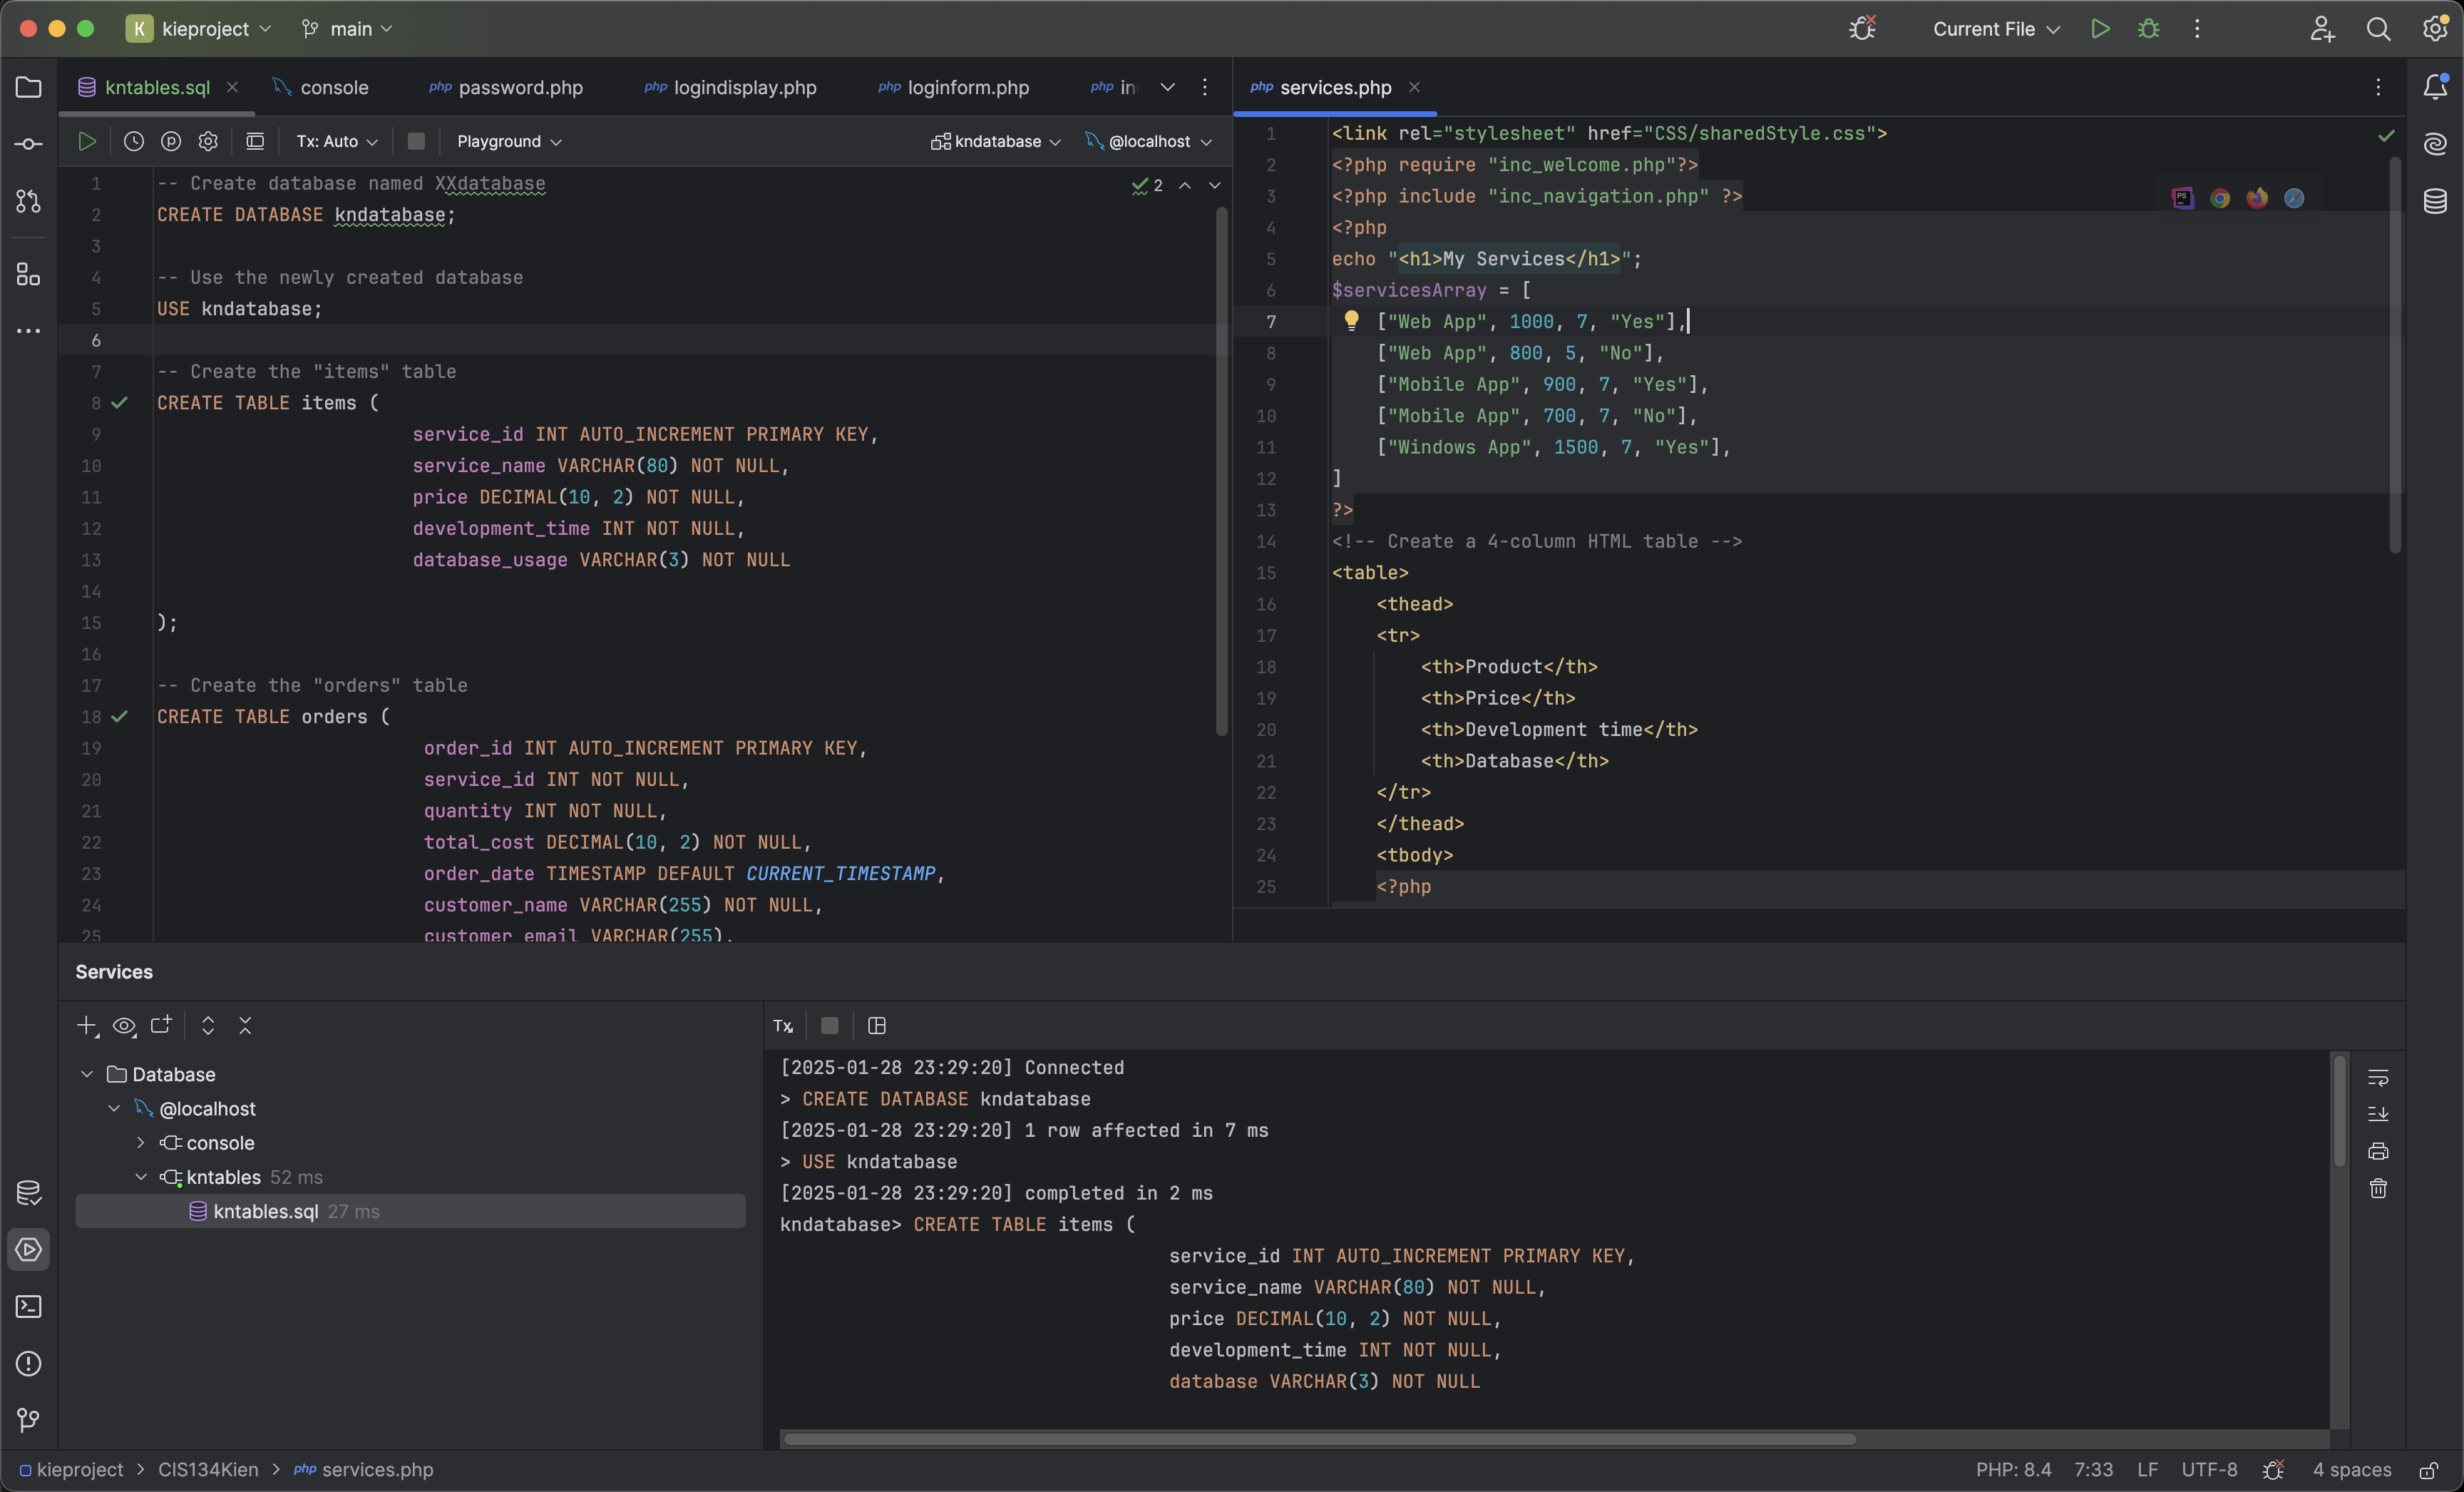 K kieproject main Current File
kntables.sql console php password.php php logindisplay.php php loginform.php php in php services.php
Tx: Auto Playground kndatabase @localhost
2
1 -- Create database named XXdatabase
2 CREATE DATABASE kndatabase;
3
4 -- Use the newly created database
5 USE kndatabase;
6
7 -- Create the "items" table
8 CREATE TABLE items (
9 service_id INT AUTO_INCREMENT PRIMARY KEY,
10 service_name VARCHAR(80) NOT NULL,
11 price DECIMAL(10, 2) NOT NULL,
12 development_time INT NOT NULL,
13 database_usage VARCHAR(3) NOT NULL
14
15 );
16
17 -- Create the "orders" table
18 CREATE TABLE orders (
19 order_id INT AUTO_INCREMENT PRIMARY KEY,
20 service_id INT NOT NULL,
21 quantity INT NOT NULL,
22 total_cost DECIMAL(10, 2) NOT NULL,
23 order_date TIMESTAMP DEFAULT CURRENT_TIMESTAMP,
24 customer_name VARCHAR(255) NOT NULL,
25 customer_email VARCHAR(255),
1 <link rel="stylesheet" href="CSS/sharedStyle.css">
2 <?php require "inc_welcome.php"?>
3 <?php include "inc_navigation.php" ?>
4 <?php
5 echo "<h1>My Services</h1>";
6 $servicesArray = [
7 ["Web App", 1000, 7, "Yes"],
8 ["Web App", 800, 5, "No"],
9 ["Mobile App", 900, 7, "Yes"],
10 ["Mobile App", 700, 7, "No"],
11 ["Windows App", 1500, 7, "Yes"],
12 ]
13 ?>
14 <!-- Create a 4-column HTML table -->
15 <table>
16 <thead>
17 <tr>
18 <th>Product</th>
19 <th>Price</th>
20 <th>Development time</th>
21 <th>Database</th>
22 </tr>
23 </thead>
24 <tbody>
25 <?php
PS
Services
Database
@localhost
console
kntables 52 ms
kntables.sql 27 ms
Tx
[2025-01-28 23:29:20] Connected
> CREATE DATABASE kndatabase
[2025-01-28 23:29:20] 1 row affected in 7 ms
> USE kndatabase
[2025-01-28 23:29:20] completed in 2 ms
kndatabase> CREATE TABLE items (
service_id INT AUTO_INCREMENT PRIMARY KEY,
service_name VARCHAR(80) NOT NULL,
price DECIMAL(10, 2) NOT NULL,
development_time INT NOT NULL,
database VARCHAR(3) NOT NULL
kieproject > CIS134Kien > php services.php PHP: 8.4 7:33 LF UTF-8 4 spaces